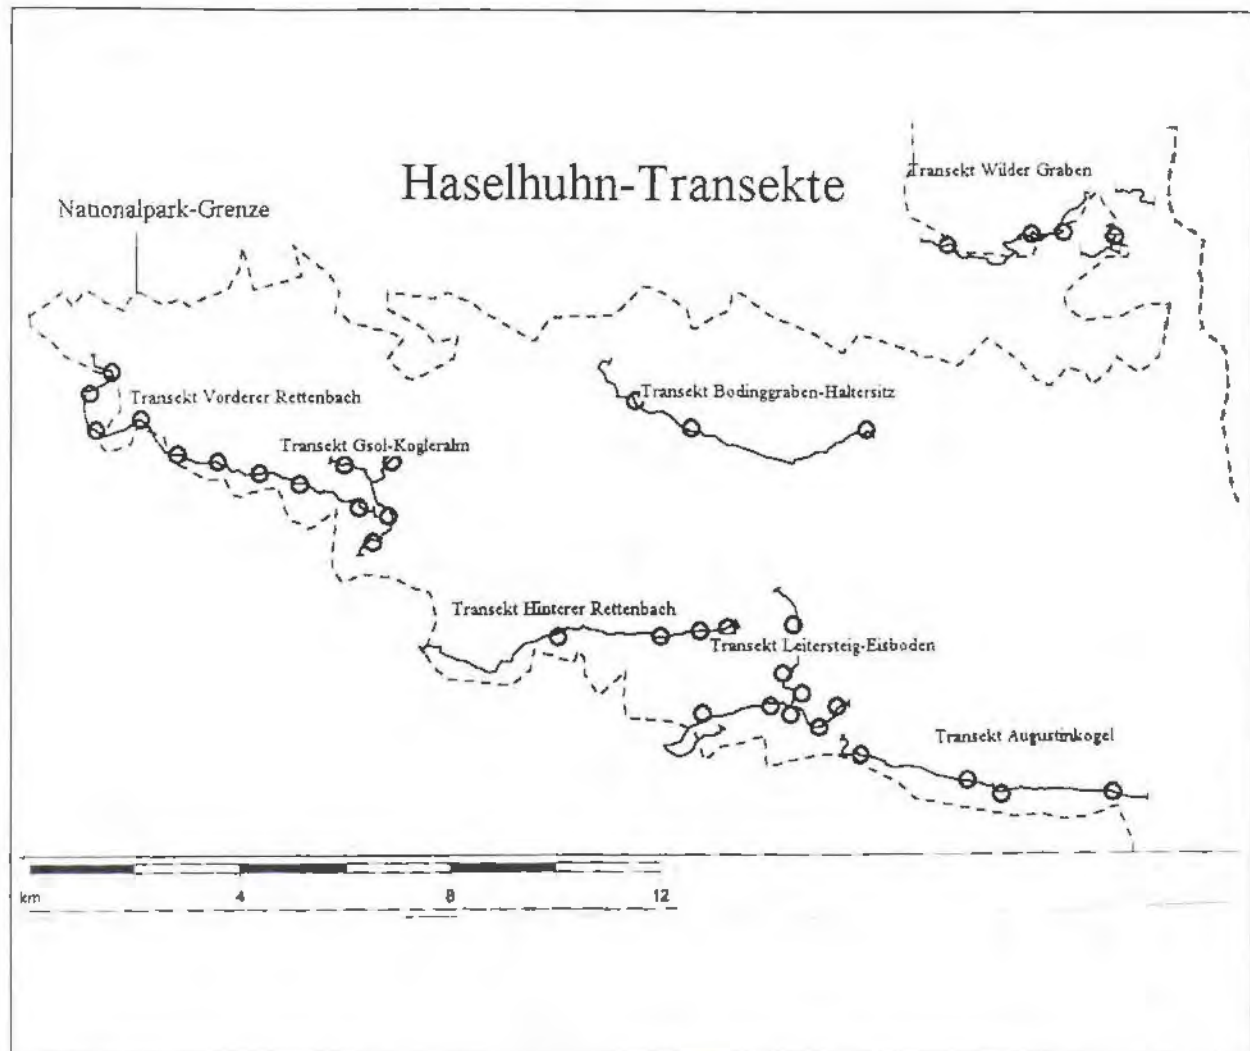 Transekt Wilder Graben
Haselhuhn-Transekte
Nationalpark-Grenze
Transekt Vorderer Rettenbach
Transekt Bodinggraben-Haltersitz
Transekt Gsol-Kogleralm
Transekt Hinterer Rettenbach
Transekt Leitersteig-Eisboden
Transekt Augustinkogel
km 4 8 12